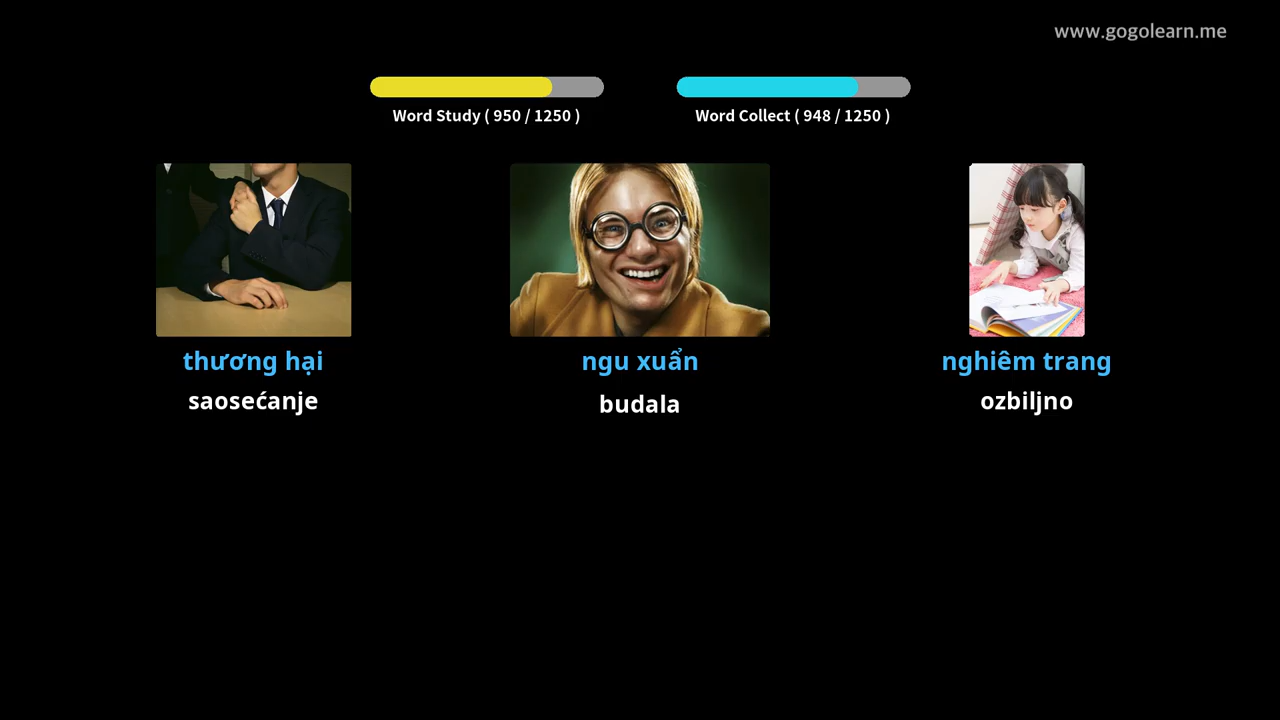 www.gogolearn.me
Word Study ( 950 / 1250 )
Word Collect ( 948 / 1250 )
thương hại
saosećanje
ngu xuẩn
budala
nghiêm trang
ozbiljno